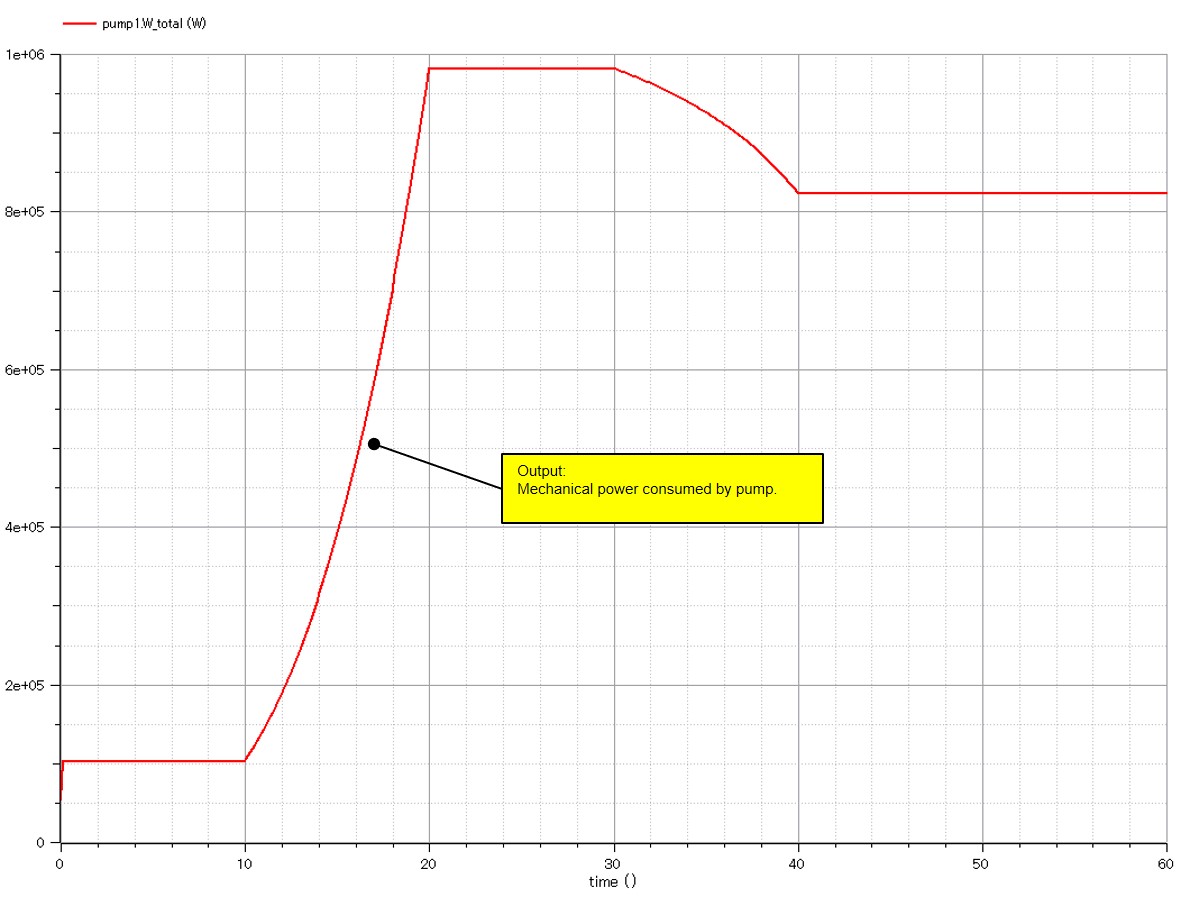 pump1.W_total (W)
1e+06
8e+05
6e+05
Output:
Mechanical power consumed by pump.
4e+05
2e+05
0
0 10 20 30 40 50 60
time ()